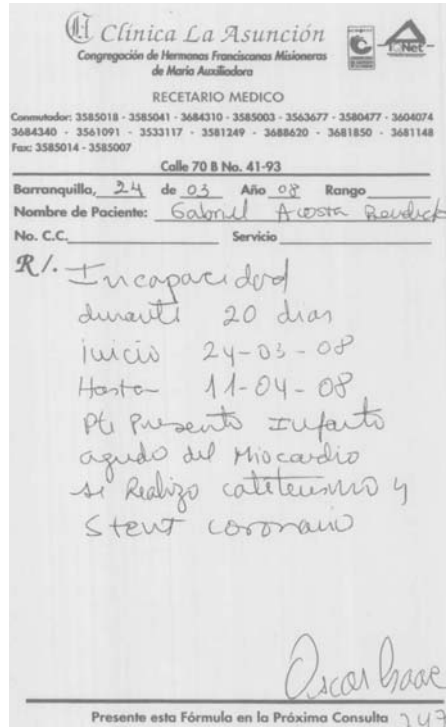 Clínica La Asunción
Congregación de Hermanas Franciscanas Misioneras
de María Auxiliadora
IQNet
RECETARIO MEDICO
Conmutador: 3585018 - 3585041 - 3684310 - 3585003 - 3563677 - 3580477 - 3604074
3684340 - 3561091 - 3533117 - 3581249 - 3688620 - 3681850 - 3681148
Fax: 3585014 - 3585007
Calle 70 B No. 41-93
Barranquilla, 24 de 03 Año 08 Rango
Nombre de Paciente: Gabriel Acosta
No. C.C. Servicio
R/. Incapacidad
durante 20 dias
inicio 24-03-08
Hasta 11-04-08
Pte Presento Infarto
agudo del Miocardio
se Realizo cateterismo y
Stent coronario
Oscar Isaac
Presente esta Fórmula en la Próxima Consulta